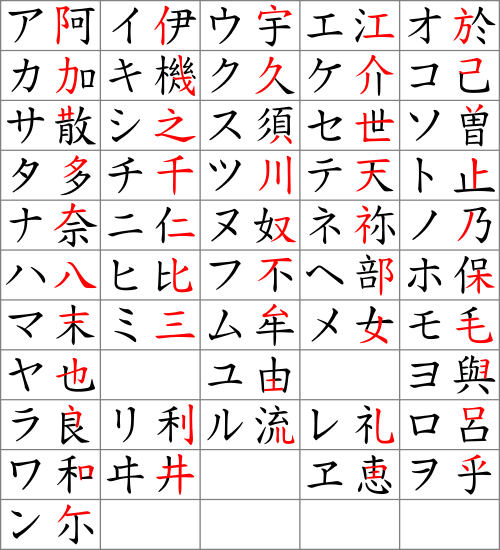 ア阿 イ伊 ウ宇 エ江 オ於
カ加 キ機 ク久 ケ介 コ己
サ散 シ之 ス須 セ世 ソ曽
タ多 チ千 ツ川 テ天 ト止
ナ奈 ニ仁 ヌ奴 ネ祢 ノ乃
ハ八 ヒ比 フ不 ヘ部 ホ保
マ末 ミ三 ム牟 メ女 モ毛
ヤ也 ユ由 ヨ與
ラ良 リ利 ル流 レ礼 ロ呂
ワ和 ヰ井 ヱ恵 ヲ乎
ン尓